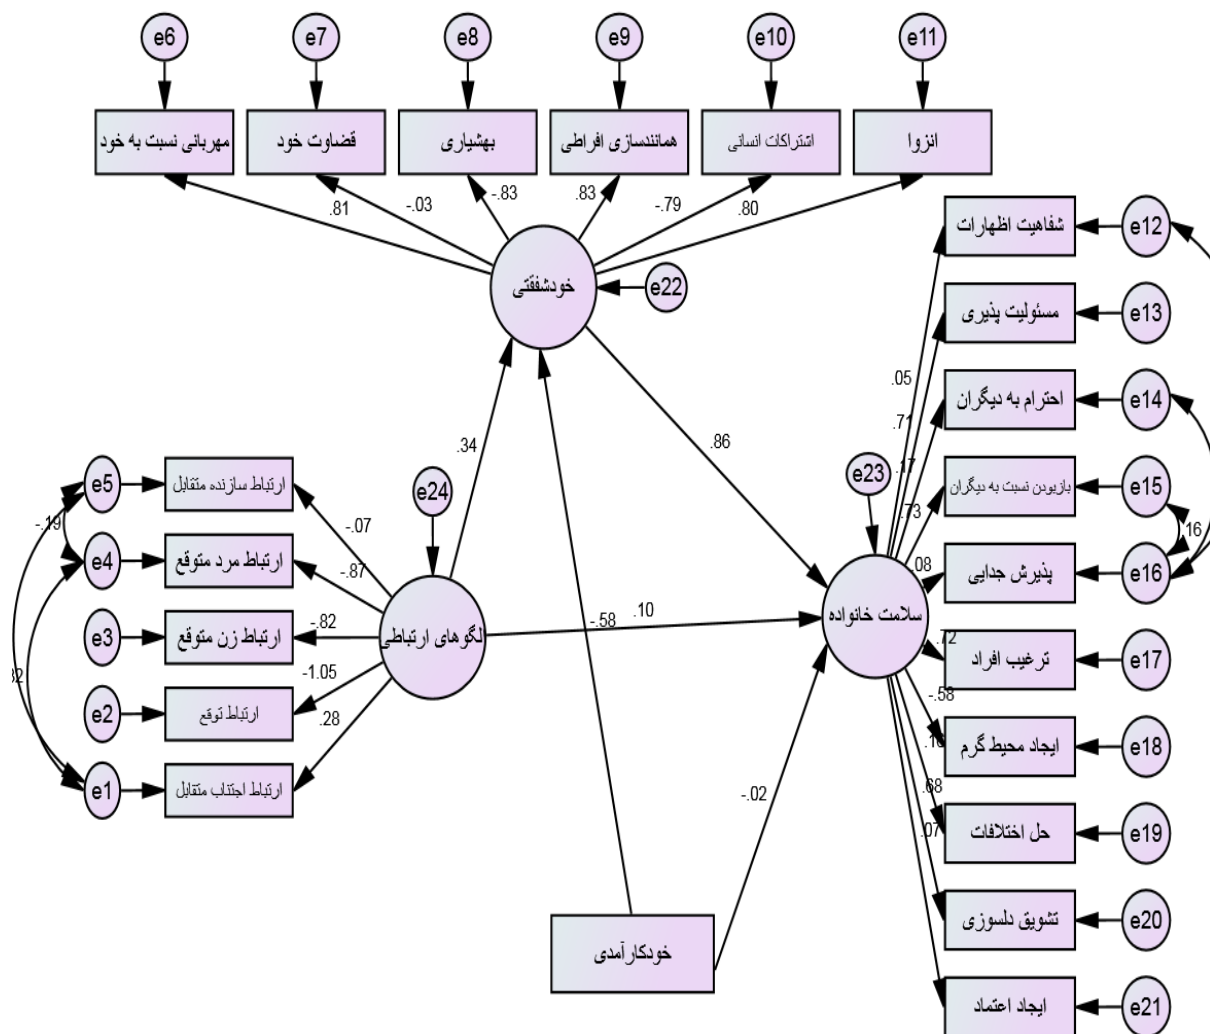 e6 e7 e8 e9 e10 e11
مهربانی نسبت به خود
قضاوت خود
بهشیاری
همانندسازی افراطی
اشتراکات انسانی
انزوا
.81
-.03
-.83
.83
-.79
.80
خودشفقتی
e22
شفاهیت اظهارات
e12
مسئولیت پذیری
e13
احترام به دیگران
e14
بازبودن نسبت به دیگران
e15
پذیرش جدایی
e16
ترغیب افراد
e17
ایجاد محیط گرم
e18
حل اختلافات
e19
تشویق دلسوزی
e20
ایجاد اعتماد
e21
.05
.71
.17
.73
.08
.72
-.58
.68
.07
16
.86
.34
e23
e24
سلامت خانواده
لگوهای ارتباطی
.10
-.58
-.02
e5
ارتباط سازنده متقابل
e4
ارتباط مرد متوقع
e3
ارتباط زن متوقع
e2
ارتباط توقع
e1
ارتباط اجتناب متقابل
-.19
-.07
-.87
-.82
-1.05
.28
خودکارآمدی